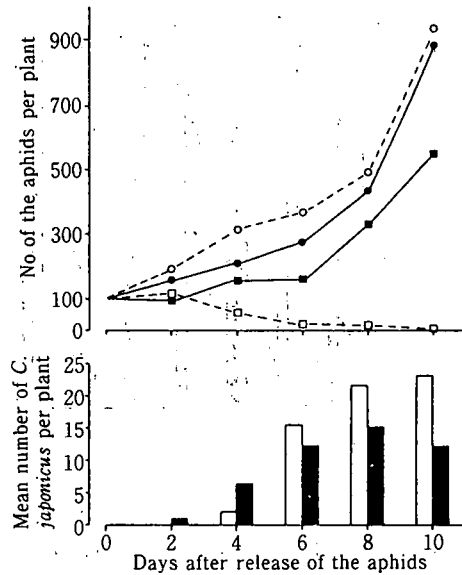 No of the aphids per plant
900
700
500
300
100
0
Mean number of C.
japonicus per plant
25
20
15
10
5
0
0 2 4 6 8 10
Days after release of the aphids